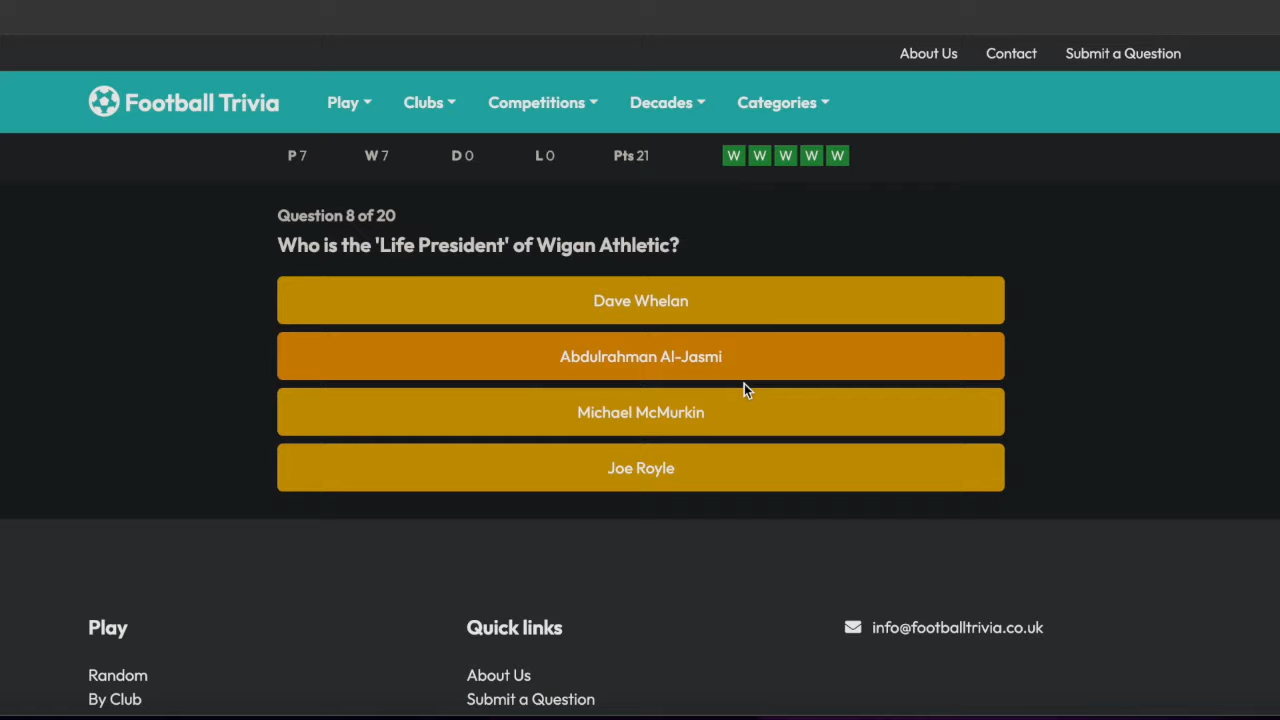 About Us Contact Submit a Question
Football Trivia Play Clubs Competitions Decades Categories
P 7 W 7 D 0 L 0 Pts 21 W W W W W
Question 8 of 20
Who is the 'Life President' of Wigan Athletic?
Dave Whelan
Abdulrahman Al-Jasmi
Michael McMurkin
Joe Royle
Play Quick links info@footballtrivia.co.uk
Random About Us
By Club Submit a Question